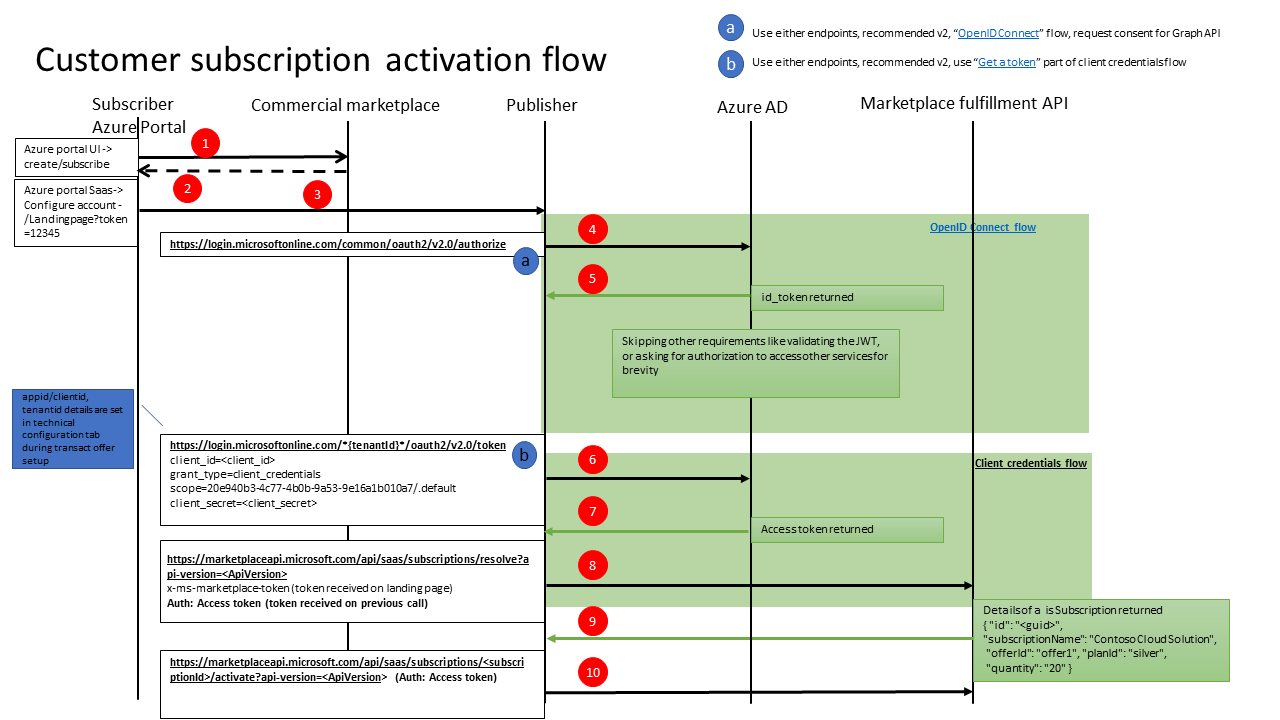 Customer subscription activation flow
a
Use either endpoints, recommended v2, “OpenID Connect” flow, request consent for Graph API
b
Use either endpoints, recommended v2, use “Get a token” part of client credentials flow
Subscriber
Azure Portal
Commercial marketplace
Publisher
Azure AD
Marketplace fulfillment API
Azure portal UI ->
create/subscribe
1
2
Azure portal Saas->
Configure account -
/Landingpage?token
=12345
3
https://login.microsoftonline.com/common/oauth2/v2.0/authorize
a
4
OpenID Connect flow
5
id_token returned
Skipping other requirements like validating the JWT,
or asking for authorization to access other services for
brevity
appid/clientid,
tenantid details are set
in technical
configuration tab
during transact offer
setup
https://login.microsoftonline.com/*{tenantId}*/oauth2/v2.0/token
client_id=<client_id>
grant_type=client_credentials
scope=20e940b3-4c77-4b0b-9a53-9e16a1b010a7/.default
client_secret=<client_secret>
b
6
Client credentials flow
7
Access token returned
https://marketplaceapi.microsoft.com/api/saas/subscriptions/resolve?a
pi-version=<ApiVersion>
x-ms-marketplace-token (token received on landing page)
Auth: Access token (token received on previous call)
8
9
Details of a is Subscription returned
{ "id": "<guid>",
"subscriptionName": "Contoso Cloud Solution",
"offerId": "offer1", "planId": "silver",
"quantity": "20" }
https://marketplaceapi.microsoft.com/api/saas/subscriptions/<subscri
ptionId>/activate?api-version=<ApiVersion> (Auth: Access token)
10